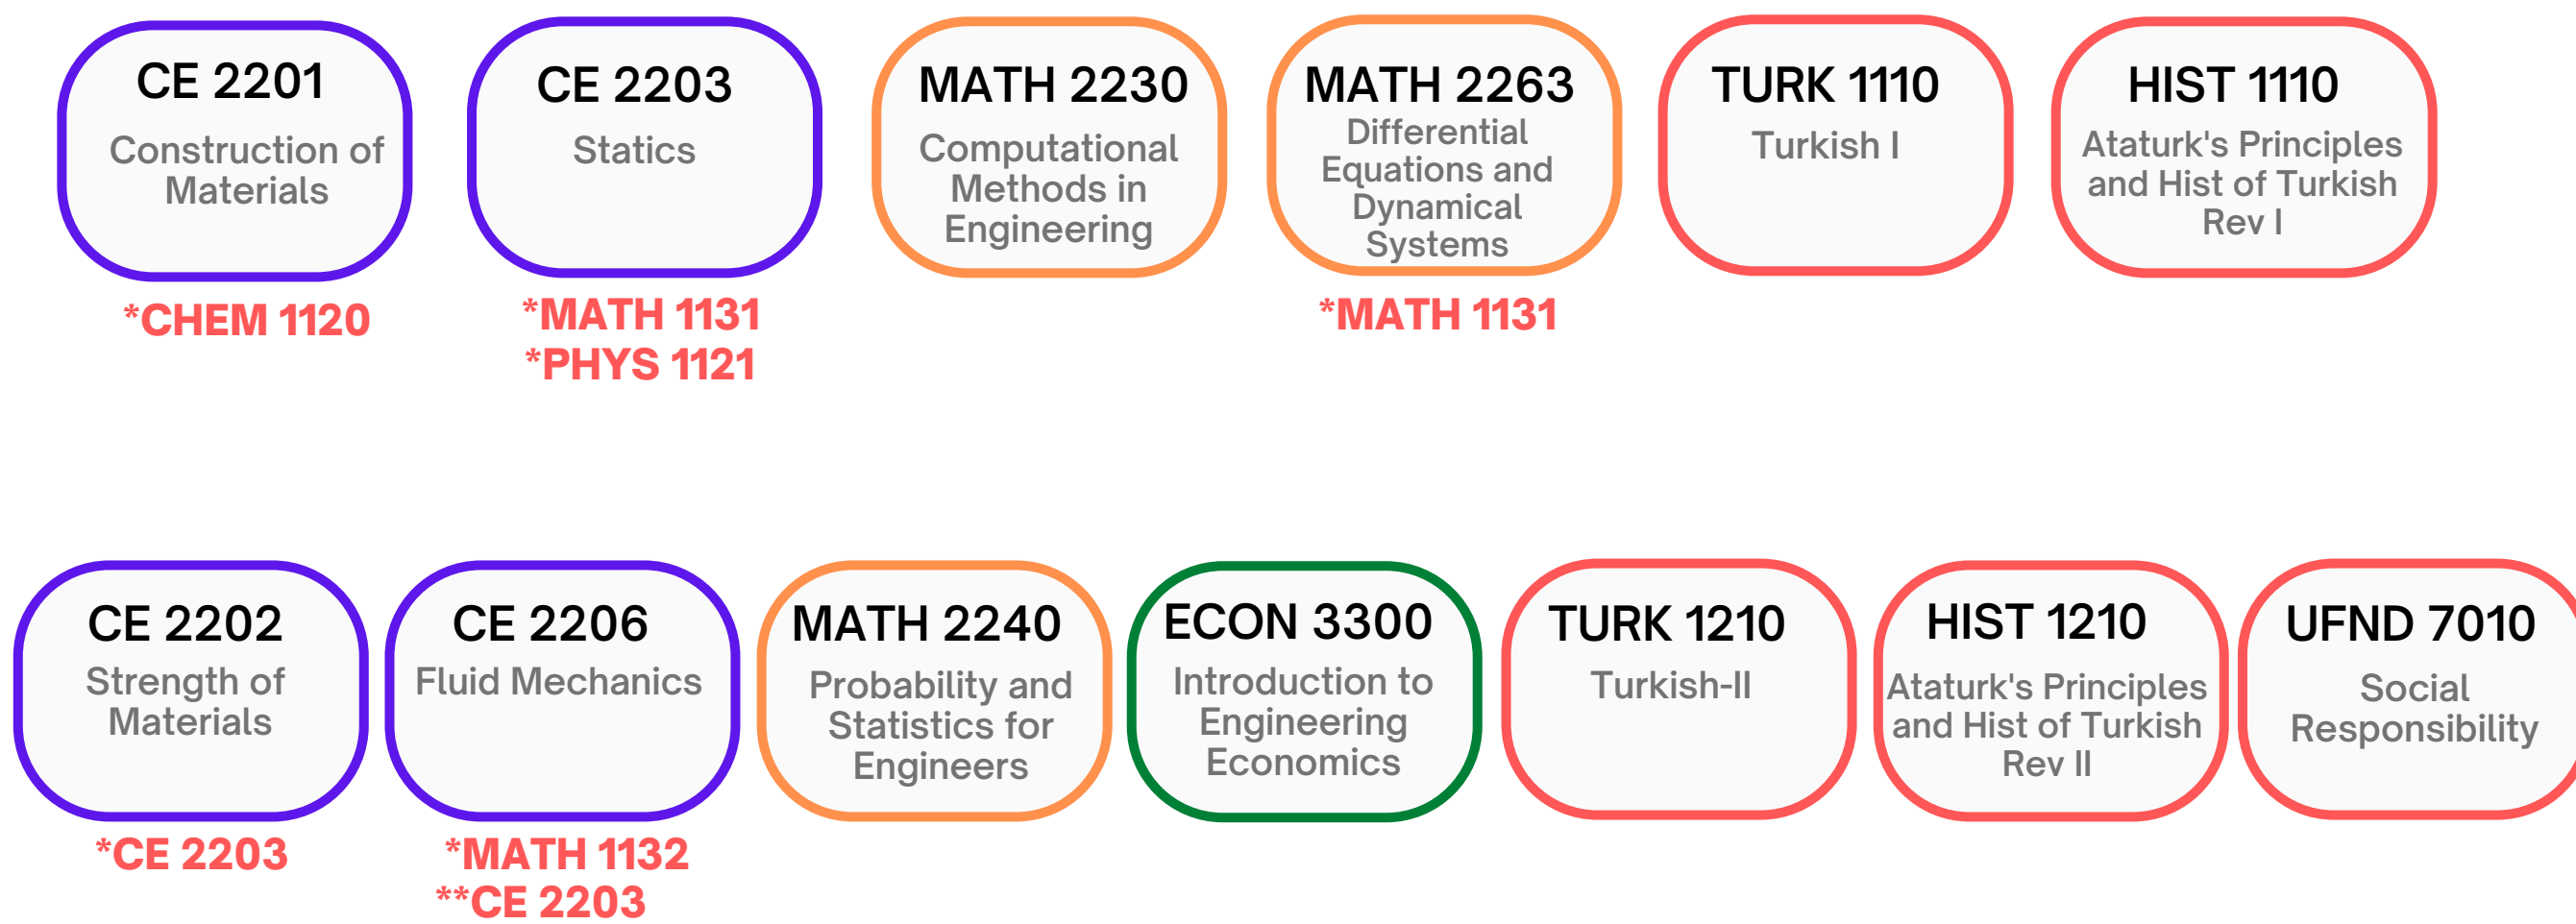 CE 2201
Construction of
Materials
*CHEM 1120
CE 2203
Statics
*MATH 1131
*PHYS 1121
MATH 2230
Computational
Methods in
Engineering
MATH 2263
Differential
Equations and
Dynamical
Systems
*MATH 1131
TURK 1110
Turkish I
HIST 1110
Ataturk's Principles
and Hist of Turkish
Rev I
CE 2202
Strength of
Materials
*CE 2203
CE 2206
Fluid Mechanics
*MATH 1132
**CE 2203
MATH 2240
Probability and
Statistics for
Engineers
ECON 3300
Introduction to
Engineering
Economics
TURK 1210
Turkish-II
HIST 1210
Ataturk's Principles
and Hist of Turkish
Rev II
UFND 7010
Social
Responsibility